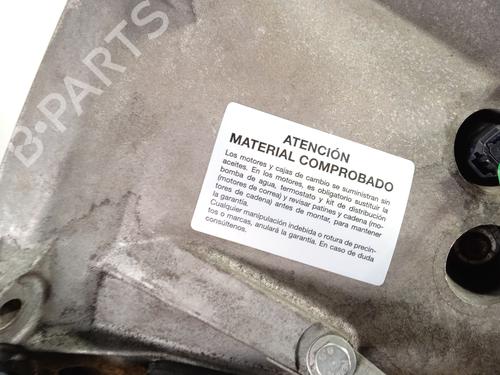 B-PARTS
ATENCIÓN
MATERIAL COMPROBADO
Los motores y cajas de cambio se suministran sin
aceites. En los motores, es obligatorio sustituir la
bomba de agua, termostato y kit de distribución
(motores de correa) y revisar patines y cadena (mo-
tores de cadena) antes de montar, para mantener
la garantía.
Cualquier manipulación indebida o rotura de precin-
tos o marcas, anulará la garantía. En caso de duda
consúltenos.